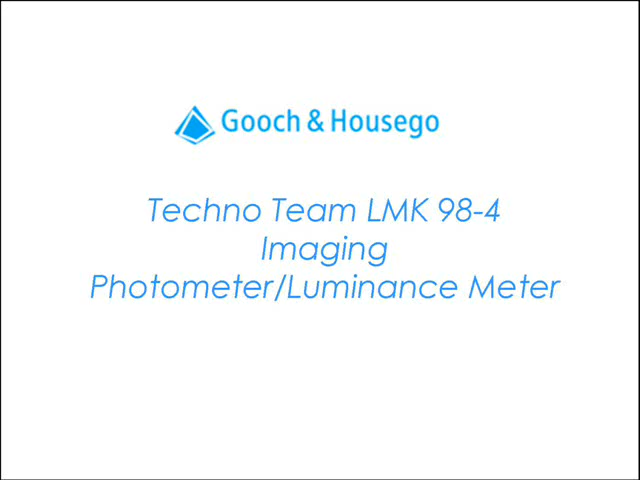 Gooch & Housego
Techno Team LMK 98-4
Imaging
Photometer/Luminance Meter